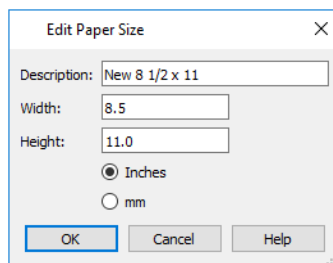 Edit Paper Size
Description: New 8 1/2 x 11
Width: 8.5
Height: 11.0
Inches
mm
OK Cancel Help